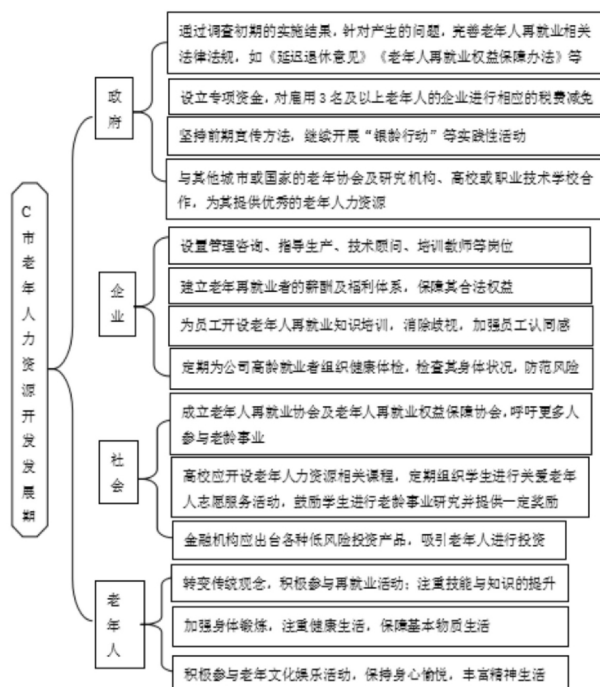 C市老年人力资源开发发展期
政府
通过调查初期的实施结果，针对产生的问题，完善老年人再就业相关
法律法规，如《延迟退休意见》《老年人再就业权益保障办法》等
设立专项资金，对雇用3名及以上老年人的企业进行相应的税费减免
坚持前期宣传方法，继续开展“银龄行动”等实践性活动
与其他城市或国家的老年协会及研究机构、高校或职业技术学校合
作，为其提供优秀的老年人力资源
企业
设置管理咨询、指导生产、技术顾问、培训教师等岗位
建立老年再就业者的薪酬及福利体系，保障其合法权益
为员工开设老年人再就业知识培训，消除歧视，加强员工认同感
定期为公司高龄就业者组织健康体检，检查其身体状况，防范风险
社会
成立老年人再就业协会及老年人再就业权益保障协会，呼吁更多人
参与老龄事业
高校应开设老年人力资源相关课程，定期组织学生进行关爱老年
人志愿服务活动，鼓励学生进行老龄事业研究并提供一定奖励
金融机构应出台各种低风险投资产品，吸引老年人进行投资
老年人
转变传统观念，积极参与再就业活动；注重技能与知识的提升
加强身体锻炼，注重健康生活，保障基本物质生活
积极参与老年文化娱乐活动，保持身心愉悦，丰富精神生活